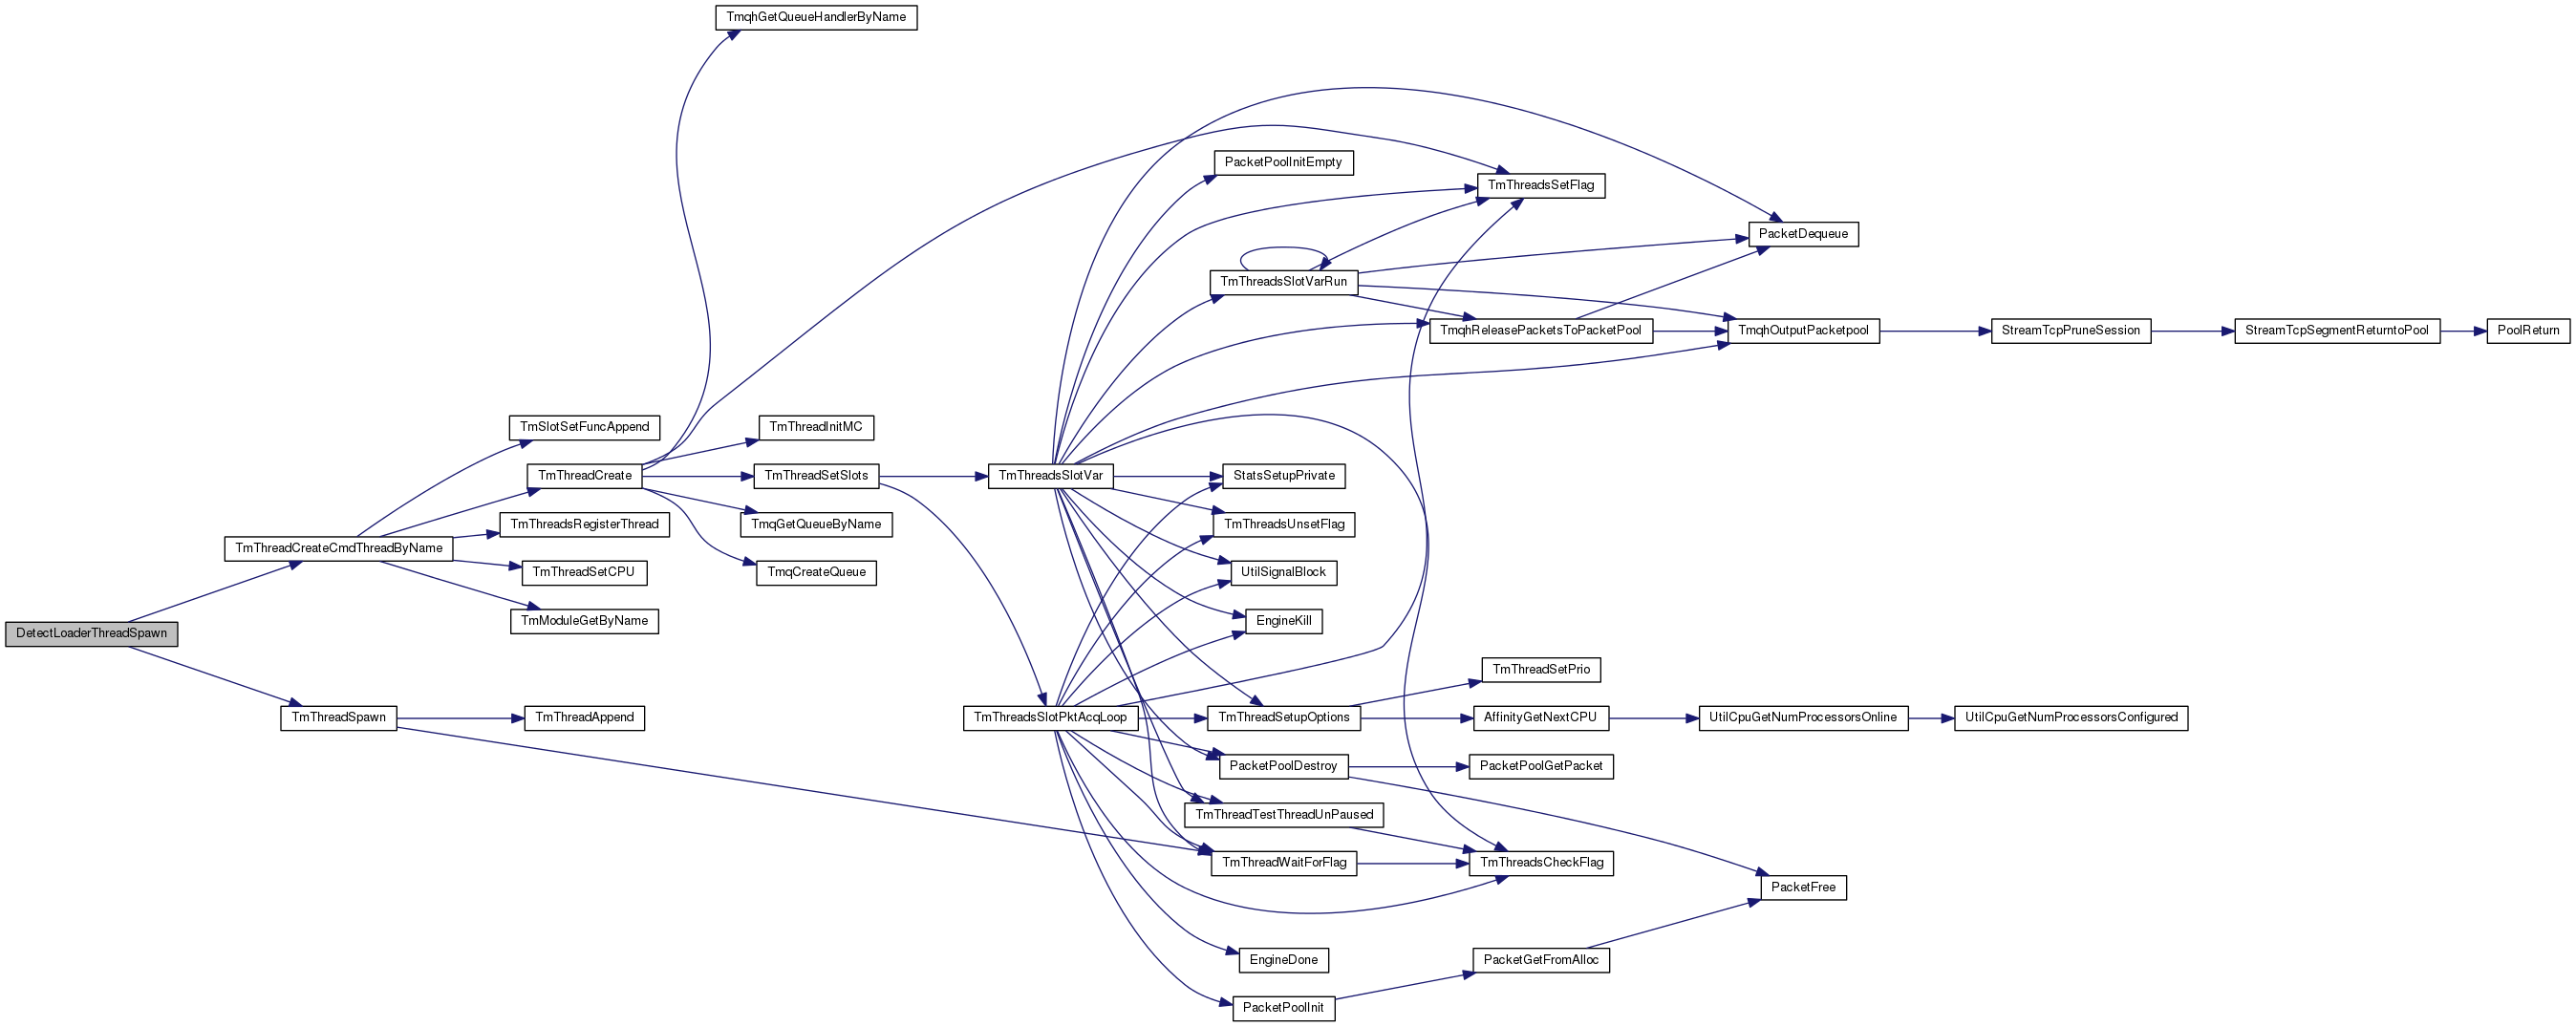 TmqhGetQueueHandlerByName
PacketPoolInitEmpty
TmThreadsSetFlag
PacketDequeue
TmThreadsSlotVarRun
TmqhReleasePacketsToPacketPool
TmqhOutputPacketpool
StreamTcpPruneSession
StreamTcpSegmentReturntoPool
PoolReturn
TmSlotSetFuncAppend
TmThreadInitMC
TmThreadCreate
TmThreadSetSlots
TmThreadsSlotVar
StatsSetupPrivate
TmThreadsRegisterThread
TmqGetQueueByName
TmThreadsUnsetFlag
TmThreadCreateCmdThreadByName
TmThreadSetCPU
TmqCreateQueue
UtilSignalBlock
TmModuleGetByName
EngineKill
DetectLoaderThreadSpawn
TmThreadSetPrio
TmThreadSpawn
TmThreadAppend
TmThreadsSlotPktAcqLoop
TmThreadSetupOptions
AffinityGetNextCPU
UtilCpuGetNumProcessorsOnline
UtilCpuGetNumProcessorsConfigured
PacketPoolDestroy
PacketPoolGetPacket
TmThreadTestThreadUnPaused
TmThreadWaitForFlag
TmThreadsCheckFlag
PacketFree
EngineDone
PacketGetFromAlloc
PacketPoolInit